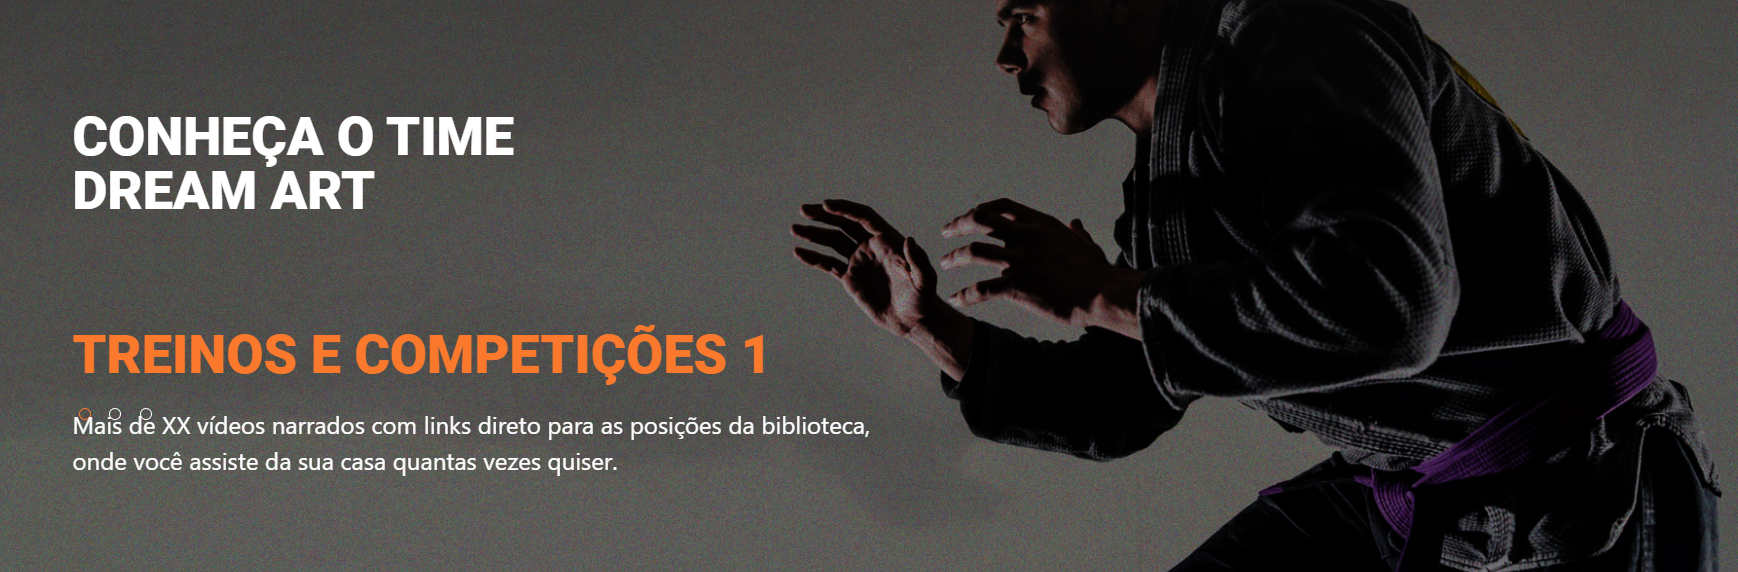 CONHEÇA O TIME
DREAM ART
TREINOS E COMPETIÇÕES 1
Mais de XX vídeos narrados com links direto para as posições da biblioteca,
onde você assiste da sua casa quantas vezes quiser.